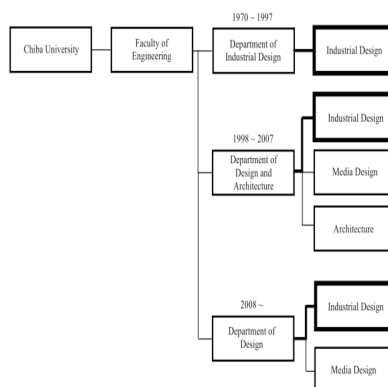 1970 ~ 1997
Chiba University
Faculty of
Engineering
Department of
Industrial Design
Industrial Design
1998 ~ 2007
Department of
Design and
Architecture
Industrial Design
Media Design
Architecture
2008 ~
Department of
Design
Industrial Design
Media Design